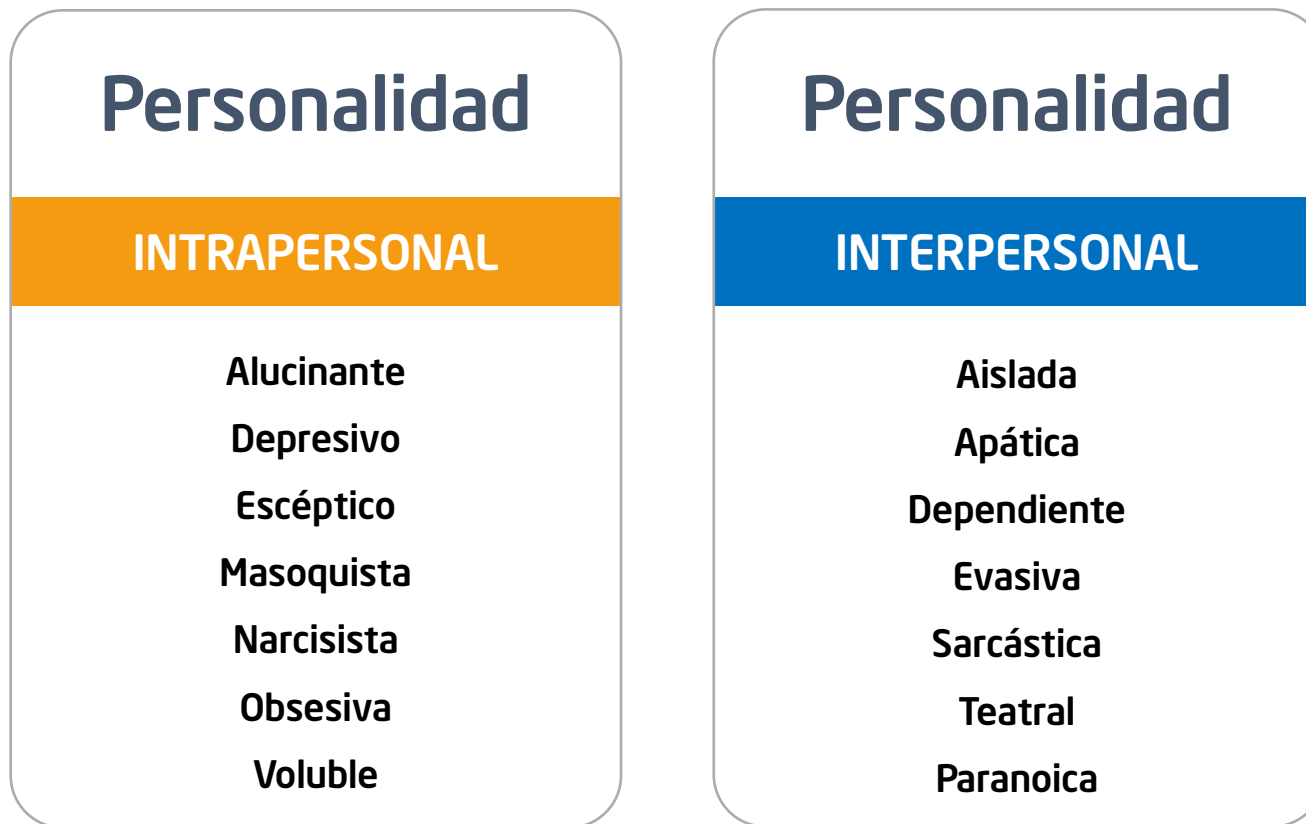 Personalidad
INTRAPERSONAL
Alucinante
Depresivo
Escéptico
Masoquista
Narcisista
Obsesiva
Voluble
Personalidad
INTERPERSONAL
Aislada
Apática
Dependiente
Evasiva
Sarcástica
Teatral
Paranoica